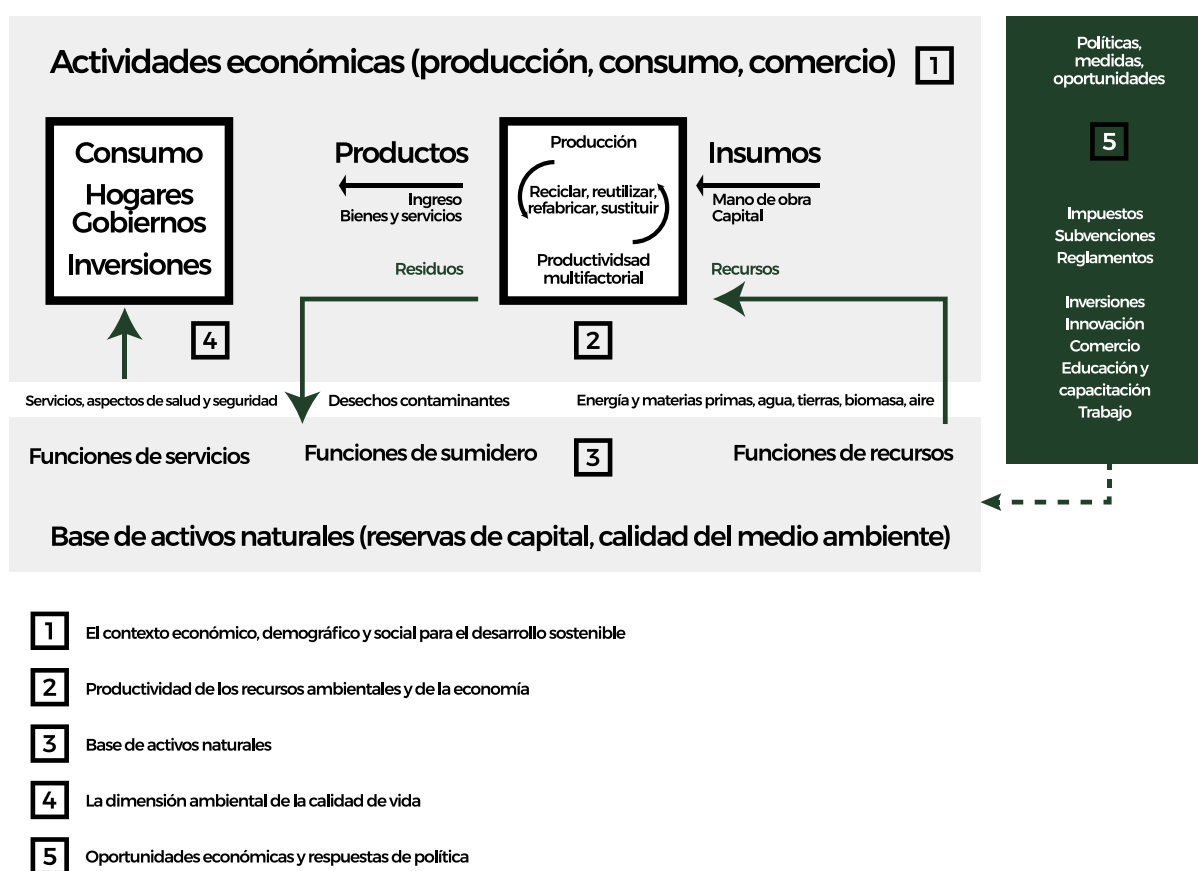 Actividades económicas (producción, consumo, comercio) 1
Consumo
Hogares
Gobiernos
Inversiones
4
Productos
Ingreso
Bienes y servicios
Residuos
Producción
Reciclar, reutilizar,
refabricar, sustituir
Productividsad
multifactorial
2
Insumos
Mano de obra
Capital
Recursos
Servicios, aspectos de salud y seguridad
Desechos contaminantes
Energía y materias primas, agua, tierras, biomasa, aire
Funciones de servicios
Funciones de sumidero
3
Funciones de recursos
Base de activos naturales (reservas de capital, calidad del medio ambiente)
Políticas,
medidas,
oportunidades
5
Impuestos
Subvenciones
Reglamentos
Inversiones
Innovación
Comercio
Educación y
capacitación
Trabajo
1 El contexto económico, demográfico y social para el desarrollo sostenible
2 Productividad de los recursos ambientales y de la economía
3 Base de activos naturales
4 La dimensión ambiental de la calidad de vida
5 Oportunidades económicas y respuestas de política